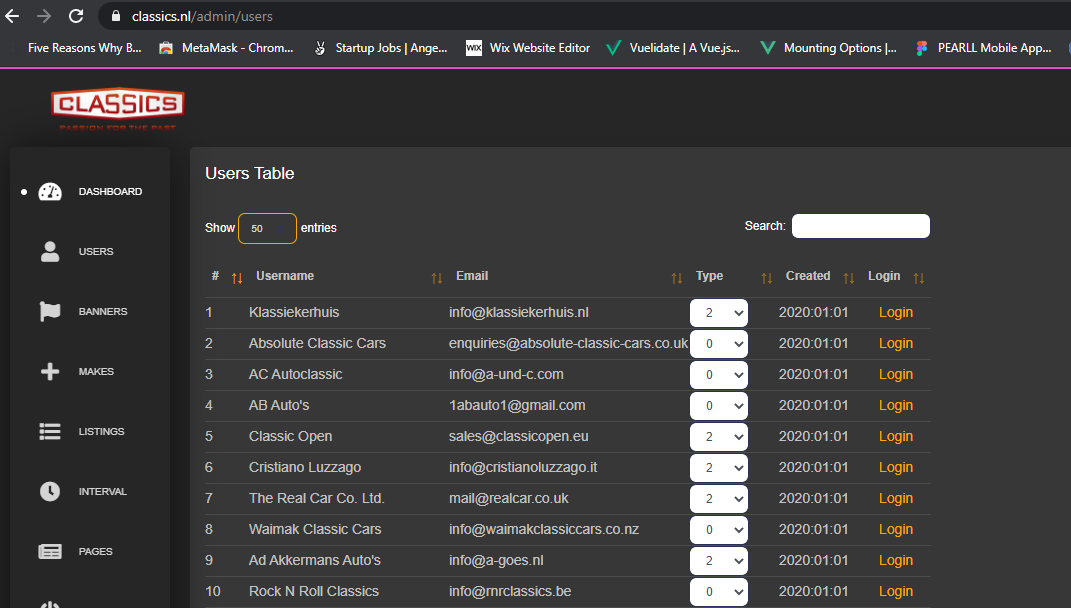 classics.nl/admin/users
Five Reasons Why B... MetaMask - Chrom... Startup Jobs | Ange... WIX Wix Website Editor Vuelidate | A Vue.js... Mounting Options |... PEARLL Mobile App...
CLASSICS
PASSION FOR THE PAST
Users Table
DASHBOARD
Show 50 entries Search:
USERS
# Username Email Type Created Login
1 Klassiekerhuis info@klassiekerhuis.nl 2 2020:01:01 Login
BANNERS
2 Absolute Classic Cars enquiries@absolute-classic-cars.co.uk 0 2020:01:01 Login
3 AC Autoclassic info@a-und-c.com 0 2020:01:01 Login
MAKES
4 AB Auto's 1abauto1@gmail.com 0 2020:01:01 Login
5 Classic Open sales@classicopen.eu 2 2020:01:01 Login
LISTINGS
6 Cristiano Luzzago info@cristianoluzzago.it 2 2020:01:01 Login
7 The Real Car Co. Ltd. mail@realcar.co.uk 2 2020:01:01 Login
INTERVAL
8 Waimak Classic Cars info@waimakclassiccars.co.nz 0 2020:01:01 Login
9 Ad Akkermans Auto's info@a-goes.nl 2 2020:01:01 Login
PAGES
10 Rock N Roll Classics info@rnrclassics.be 0 2020:01:01 Login